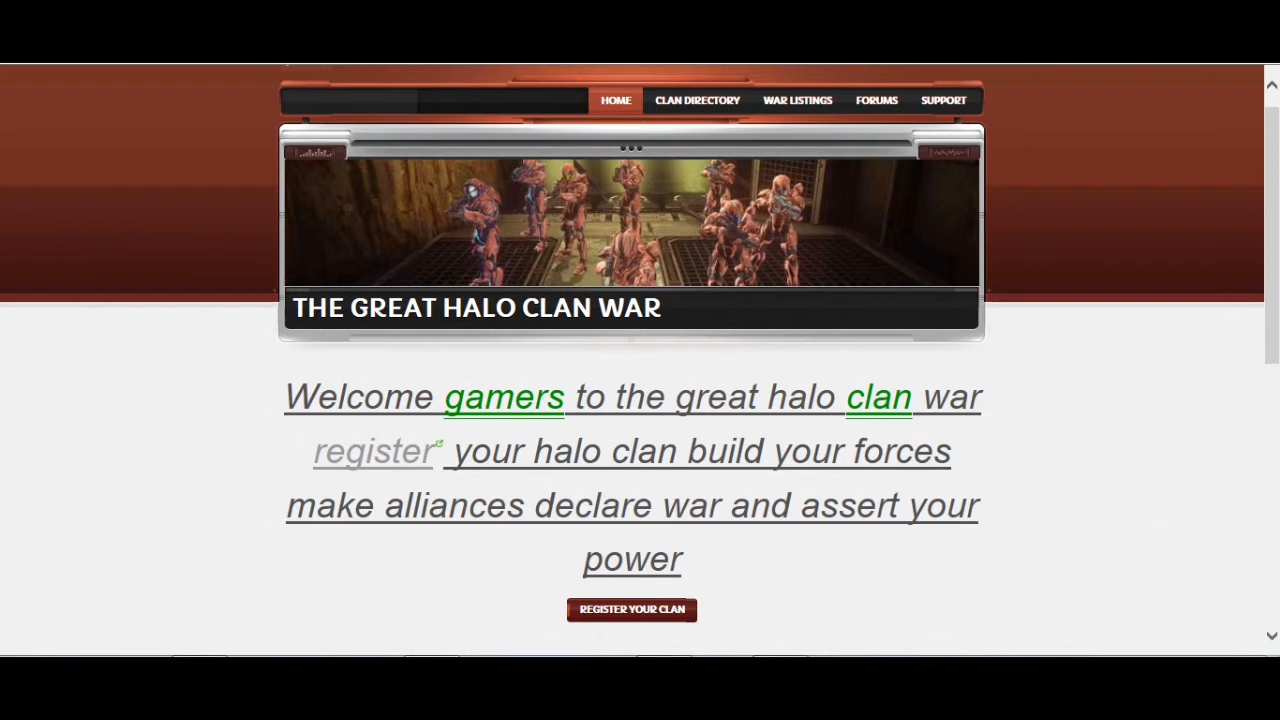 HOME CLAN DIRECTORY WAR LISTINGS FORUMS SUPPORT
THE GREAT HALO CLAN WAR
Welcome gamers to the great halo clan war
register your halo clan build your forces
make alliances declare war and assert your
power
REGISTER YOUR CLAN